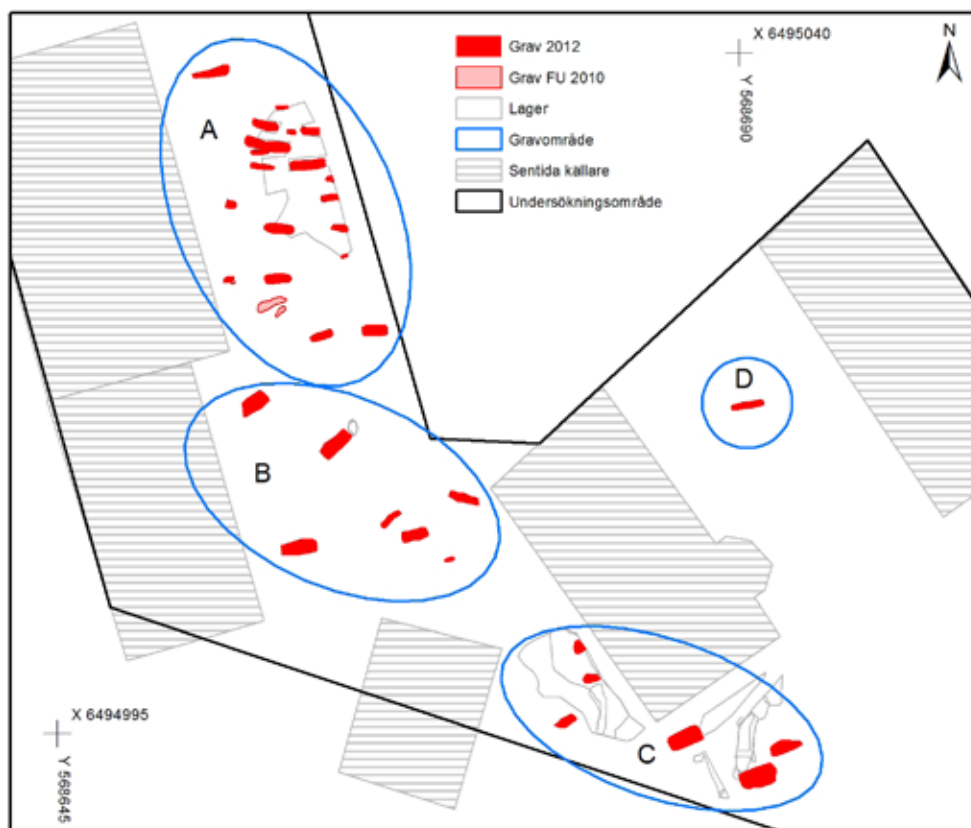 Grav 2012
Grav FU 2010
Lager
Gravområde
Sentida källare
Undersökningsområde
X 6495040
Y 568690
N
A
B
C
D
X 6494995
Y 568645